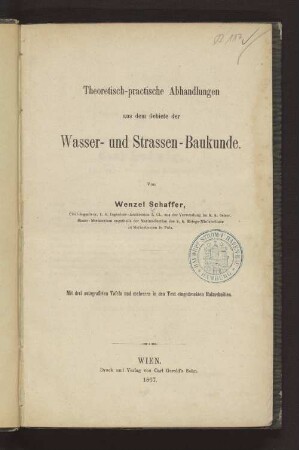 Theoretisch-practische Abhandlungen
aus dem Gebiete der
Wasser- und Strassen-Baukunde.
Von
Wenzel Schaffer,
Mit drei autografirten Tafeln und mehreren in den Text eingedruckten Holzschnitten.
WIEN.
Druck und Verlag von Carl Gerold's Sohn.
1867.